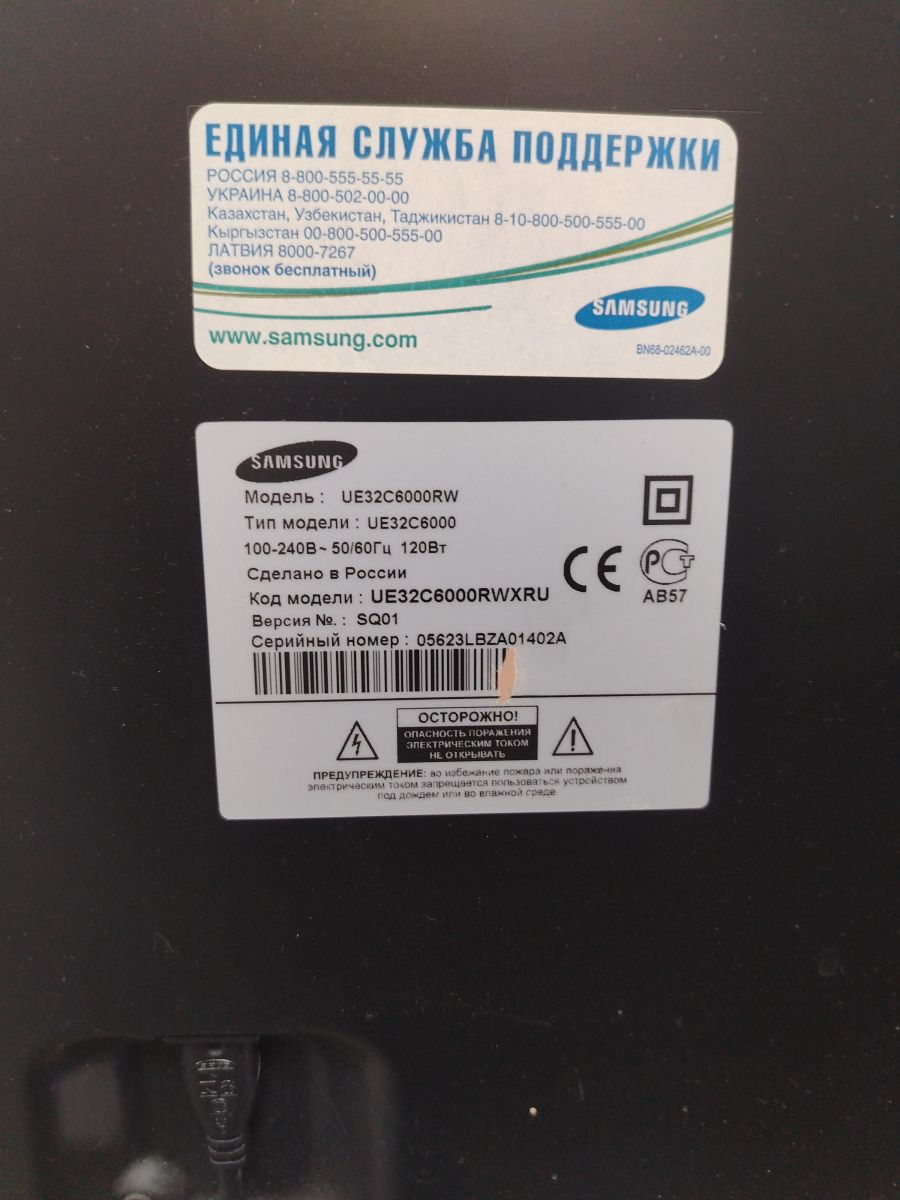 ЕДИНАЯ СЛУЖБА ПОДДЕРЖКИ
РОССИЯ 8-800-555-55-55
УКРАИНА 8-800-502-00-00
Казахстан, Узбекистан, Таджикистан 8-10-800-500-555-00
Кыргызстан 00-800-500-555-00
ЛАТВИЯ 8000-7267
(звонок бесплатный)
SAMSUNG
www.samsung.com
BN68-02462A-00
SAMSUNG
Модель : UE32C6000RW
Тип модели : UE32C6000
100-240В~ 50/60Гц 120Вт
Сделано в России
CE
РСТ
АВ57
Код модели : UE32C6000RWXRU
Версия №. : SQ01
Серийный номер : 05623LBZA01402A
ОСТОРОЖНО!
ОПАСНОСТЬ ПОРАЖЕНИЯ
ЭЛЕКТРИЧЕСКИМ ТОКОМ
НЕ ОТКРЫВАТЬ
ПРЕДУПРЕЖДЕНИЕ: во избежание пожара или поражения
электрическим током запрещается пользоваться устройством
под дождем или во влажной среде